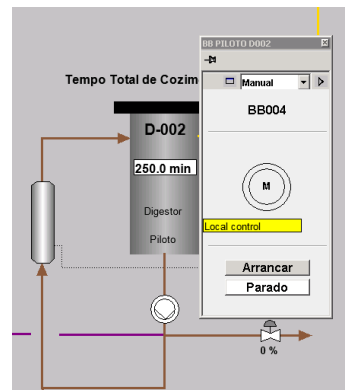 BB PILOTO D002
Manual
Tempo Total de Cozim
BB004
D-002
250.0 min
M
Digestor
Local control
Piloto
Arrancar
Parado
0 %